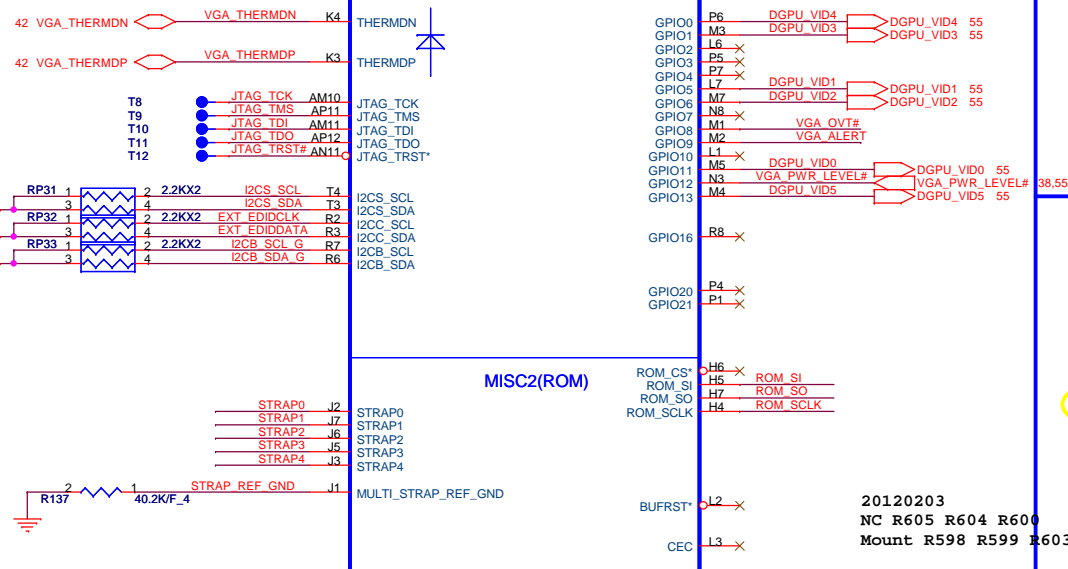 42 VGA_THERMDN VGA_THERMDN K4 THERMDN
42 VGA_THERMDP VGA_THERMDP K3 THERMDP
T8 JTAG_TCK AM10 JTAG_TCK
T9 JTAG_TMS AP11 JTAG_TMS
T10 JTAG_TDI AM11 JTAG_TDI
T11 JTAG_TDO AP12 JTAG_TDO
T12 JTAG_TRST# AN11 JTAG_TRST*
RP31 1 2 2.2KX2 I2CS_SCL T4 I2CS_SCL
3 4 I2CS_SDA T3 I2CS_SDA
RP32 1 2 2.2KX2 EXT_EDIDCLK R2 I2CC_SCL
3 4 EXT_EDIDDATA R3 I2CC_SDA
RP33 1 2 2.2KX2 I2CB_SCL_G R7 I2CB_SCL
3 4 I2CB_SDA_G R6 I2CB_SDA
GPIO0 P6 DGPU_VID4 DGPU_VID4 55
GPIO1 M3 DGPU_VID3 DGPU_VID3 55
GPIO2 L6
GPIO3 P5
GPIO4 P7
GPIO5 L7 DGPU_VID1 DGPU_VID1 55
GPIO6 M7 DGPU_VID2 DGPU_VID2 55
GPIO7 N8
GPIO8 M1 VGA_OVT#
GPIO9 M2 VGA_ALERT
GPIO10 L1
GPIO11 M5 DGPU_VID0 DGPU_VID0 55
GPIO12 N3 VGA_PWR_LEVEL# VGA_PWR_LEVEL# 38,55
GPIO13 M4 DGPU_VID5 DGPU_VID5 55
GPIO16 R8
GPIO20 P4
GPIO21 P1
MISC2(ROM)
ROM_CS* H6
ROM_SI H5 ROM_SI
ROM_SO H7 ROM_SO
ROM_SCLK H4 ROM_SCLK
STRAP0 J2 STRAP0
STRAP1 J7 STRAP1
STRAP2 J6 STRAP2
STRAP3 J5 STRAP3
STRAP4 J3 STRAP4
R137 2 1 40.2K/F_4 STRAP_REF_GND J1 MULTI_STRAP_REF_GND
BUFRST* L2
CEC L3
20120203
NC R605 R604 R600
Mount R598 R599 R603